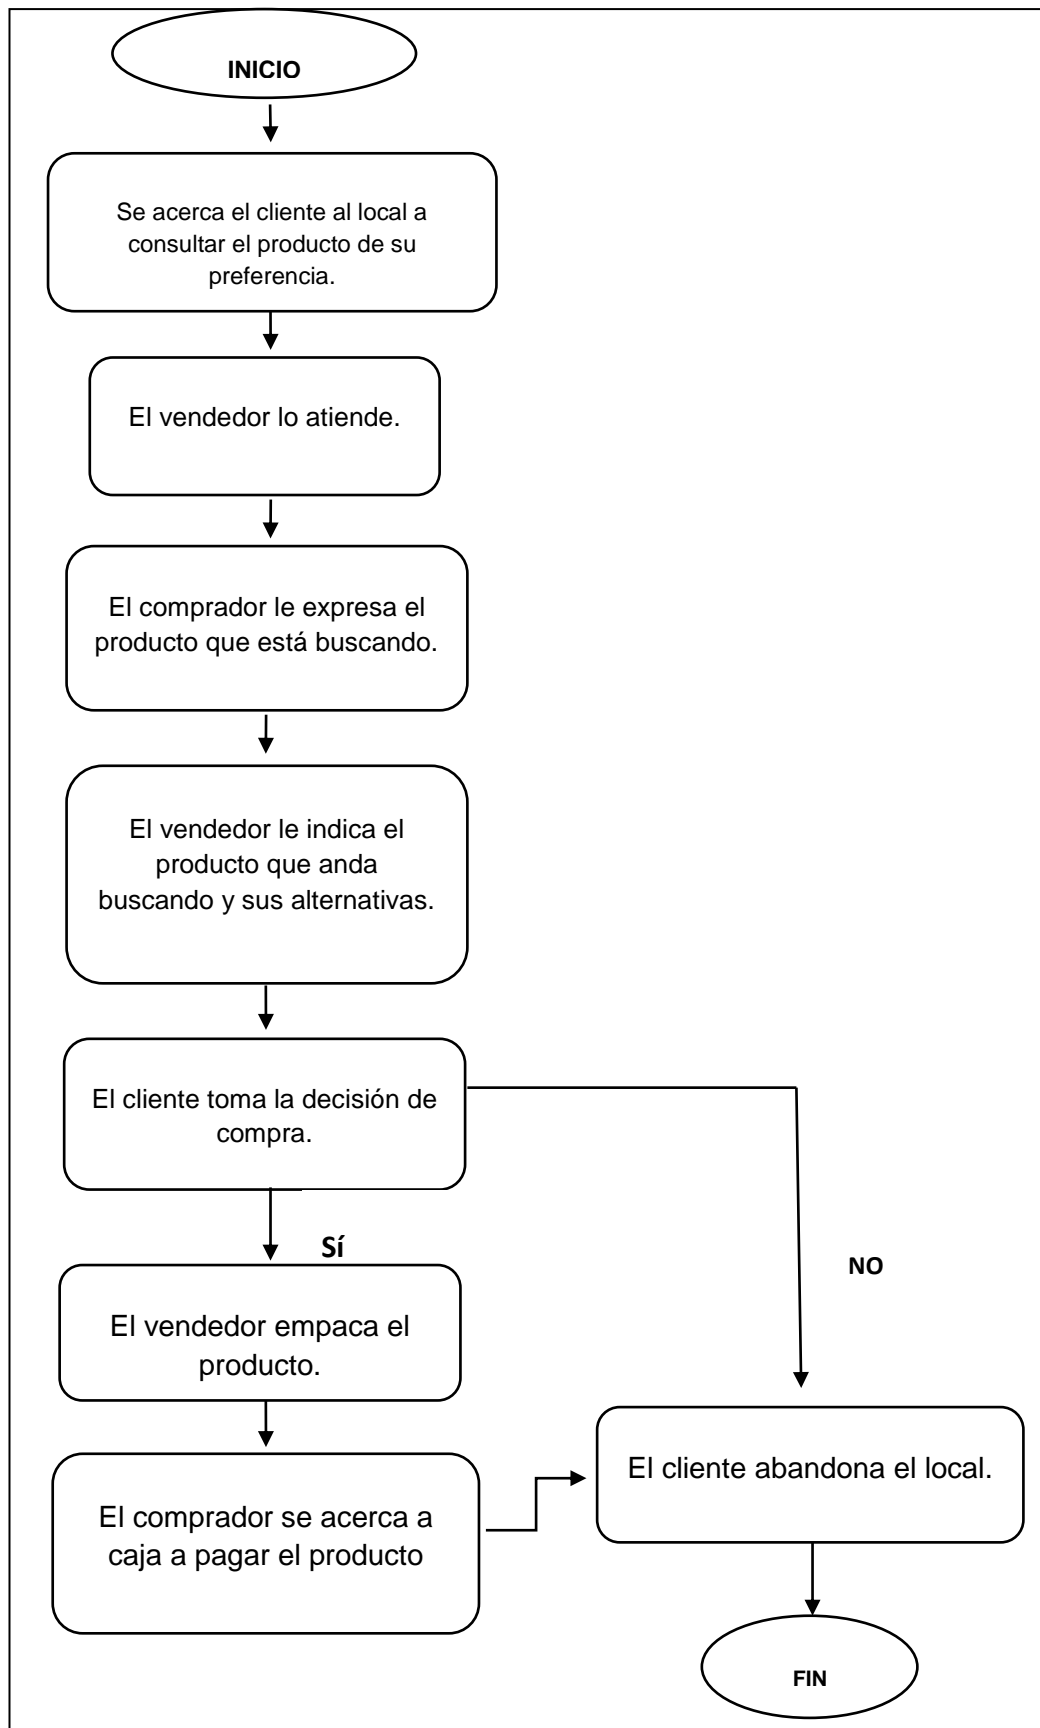 INICIO
Se acerca el cliente al local a
consultar el producto de su
preferencia.
El vendedor lo atiende.
El comprador le expresa el
producto que está buscando.
El vendedor le indica el
producto que anda
buscando y sus alternativas.
El cliente toma la decisión de
compra.
Sí
NO
El vendedor empaca el
producto.
El comprador se acerca a
caja a pagar el producto
El cliente abandona el local.
FIN